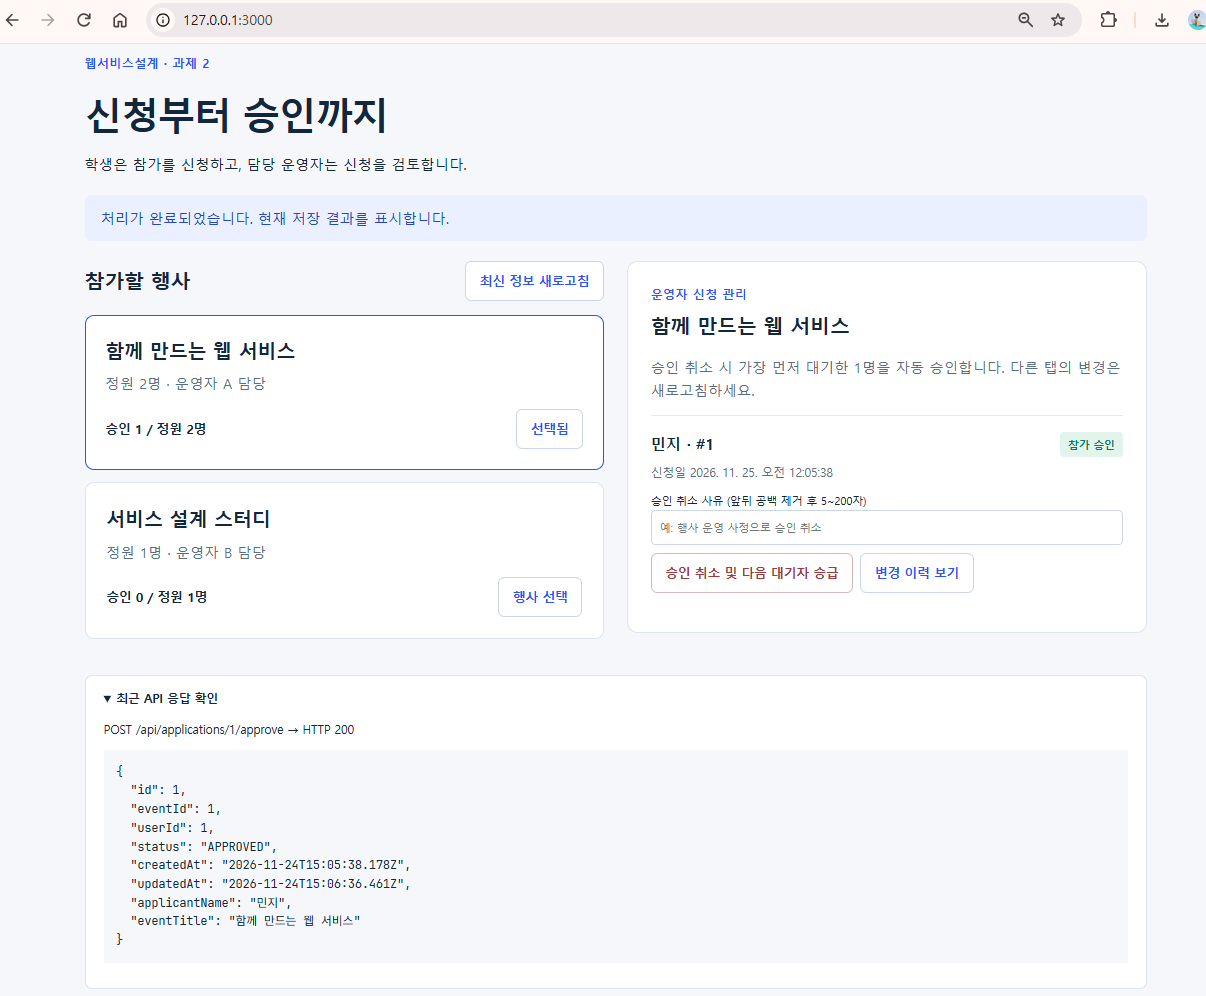 127.0.0.1:3000
웹서비스설계 · 과제 2
신청부터 승인까지
학생은 참가를 신청하고, 담당 운영자는 신청을 검토합니다.
처리가 완료되었습니다. 현재 저장 결과를 표시합니다.
참가할 행사
최신 정보 새로고침
함께 만드는 웹 서비스
정원 2명 · 운영자 A 담당
승인 1 / 정원 2명
선택됨
서비스 설계 스터디
정원 1명 · 운영자 B 담당
승인 0 / 정원 1명
행사 선택
운영자 신청 관리
함께 만드는 웹 서비스
승인 취소 시 가장 먼저 대기한 1명을 자동 승인합니다. 다른 탭의 변경은
새로고침하세요.
민지 · #1
참가 승인
신청일 2026. 11. 25. 오전 12:05:38
승인 취소 사유 (앞뒤 공백 제거 후 5~200자)
예: 행사 운영 사정으로 승인 취소
승인 취소 및 다음 대기자 승급
변경 이력 보기
▼ 최근 API 응답 확인
POST /api/applications/1/approve → HTTP 200
{
"id": 1,
"eventId": 1,
"userId": 1,
"status": "APPROVED",
"createdAt": "2026-11-24T15:05:38.178Z",
"updatedAt": "2026-11-24T15:06:36.461Z",
"applicantName": "민지",
"eventTitle": "함께 만드는 웹 서비스"
}